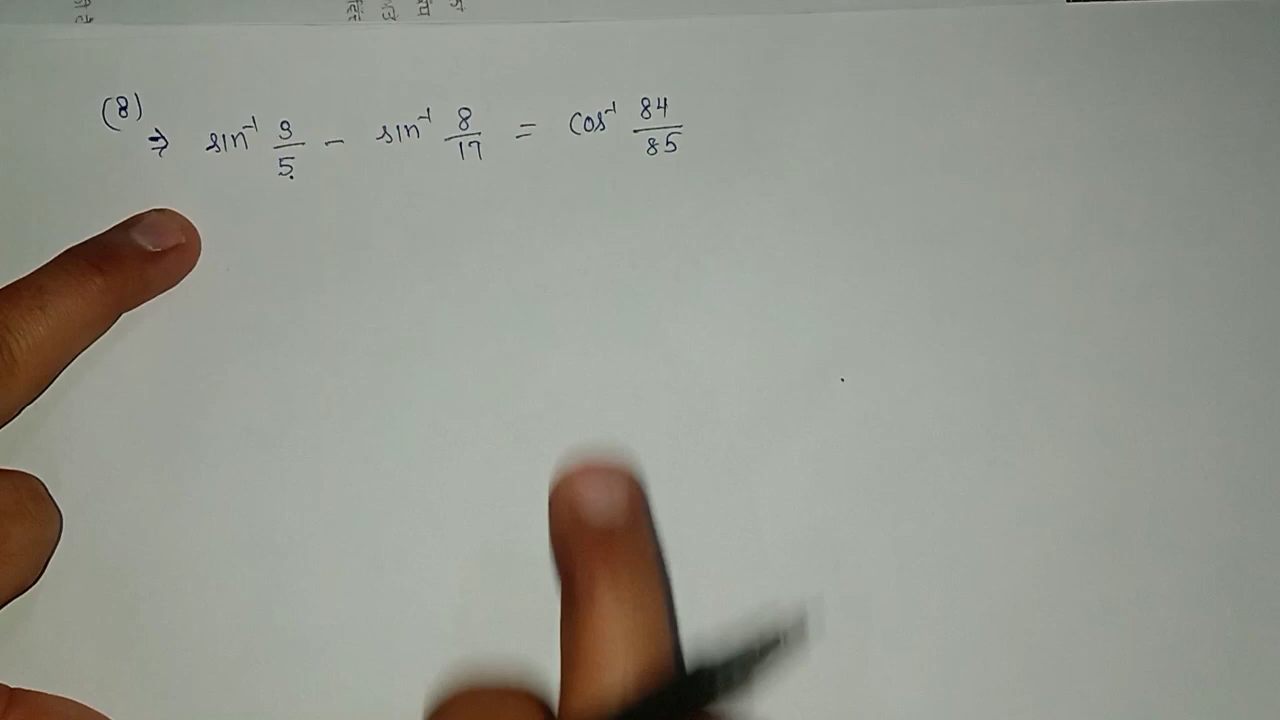 (8)
⇒ sin⁻¹ 3/5 - sin⁻¹ 8/17 = cos⁻¹ 84/85